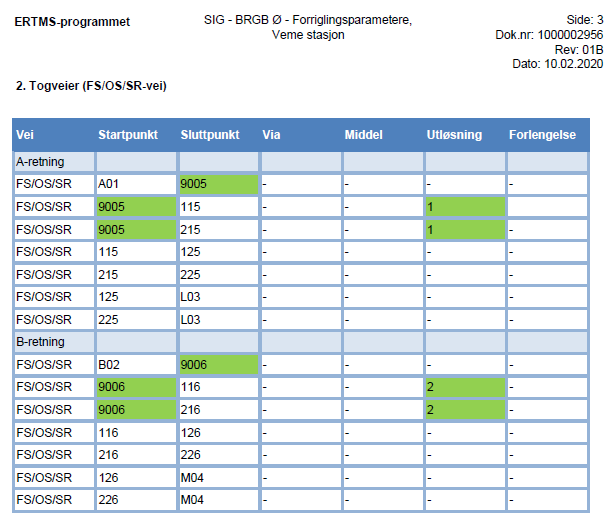 ERTMS-programmet
SIG - BRGB Ø - Forriglingsparametere,
Veme stasjon
Side: 3
Dok.nr: 1000002956
Rev: 01B
Dato: 10.02.2020
2. Togveier (FS/OS/SR-vei)
Vei Startpunkt Sluttpunkt Via Middel Utløsning Forlengelse
A-retning
FS/OS/SR A01 9005 - - - -
FS/OS/SR 9005 115 - - 1
FS/OS/SR 9005 215 - - 1 -
FS/OS/SR 115 125 - - - -
FS/OS/SR 215 225 - - - -
FS/OS/SR 125 L03 - - - -
FS/OS/SR 225 L03 - - - -
B-retning
FS/OS/SR B02 9006 - - - -
FS/OS/SR 9006 116 - - 2 -
FS/OS/SR 9006 216 - - 2 -
FS/OS/SR 116 126 - - - -
FS/OS/SR 216 226 - - - -
FS/OS/SR 126 M04 - - - -
FS/OS/SR 226 M04 - - - -